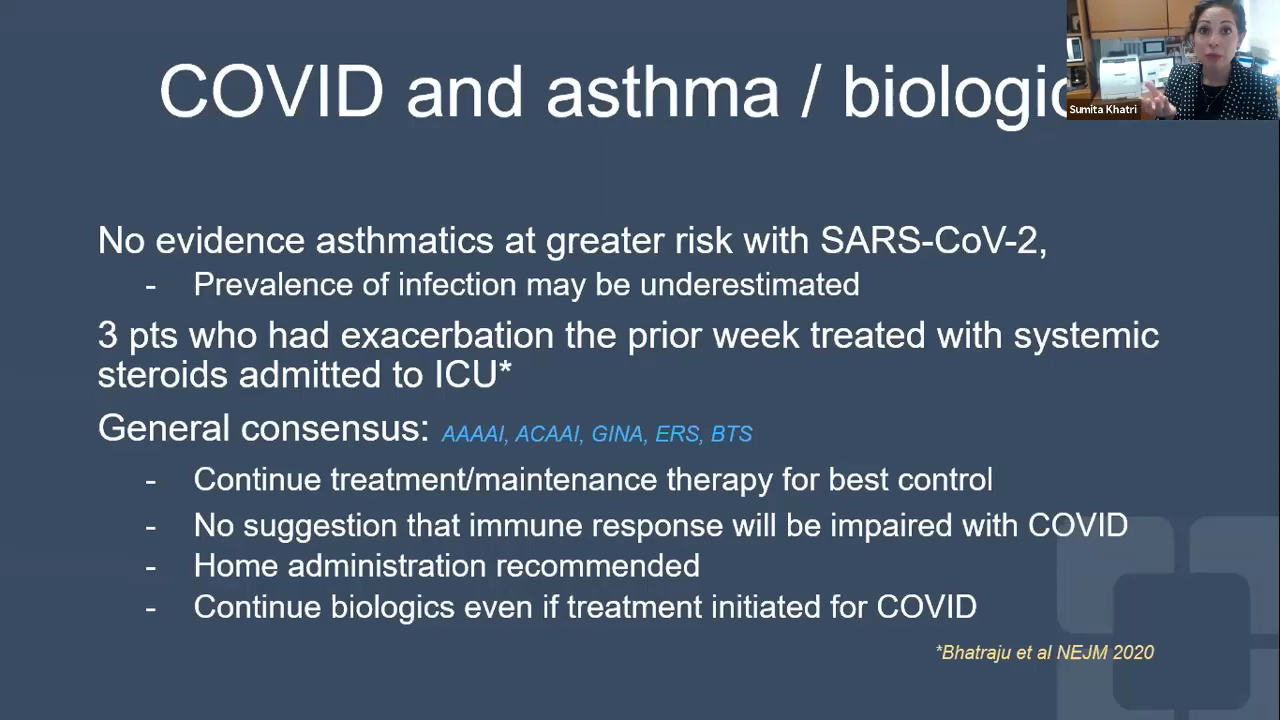 COVID and asthma / biologic
Sumita Khatri
No evidence asthmatics at greater risk with SARS-CoV-2,
- Prevalence of infection may be underestimated
3 pts who had exacerbation the prior week treated with systemic
steroids admitted to ICU*
General consensus: AAAAI, ACAAI, GINA, ERS, BTS
- Continue treatment/maintenance therapy for best control
- No suggestion that immune response will be impaired with COVID
- Home administration recommended
- Continue biologics even if treatment initiated for COVID
*Bhatraju et al NEJM 2020